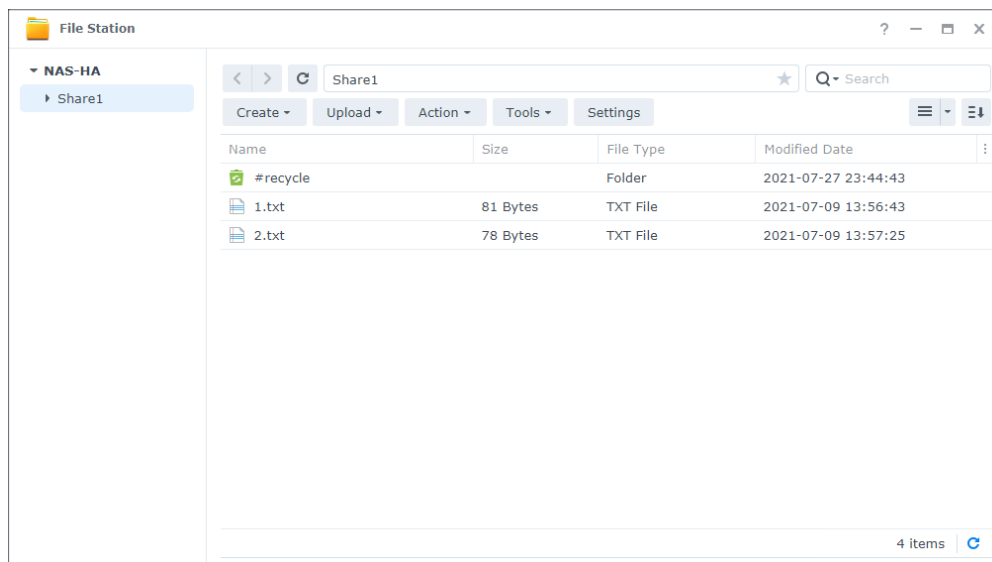 File Station
?
NAS-HA
Share1
Share1
Search
Create Upload Action Tools Settings
Name Size File Type Modified Date
#recycle Folder 2021-07-27 23:44:43
1.txt 81 Bytes TXT File 2021-07-09 13:56:43
2.txt 78 Bytes TXT File 2021-07-09 13:57:25
4 items